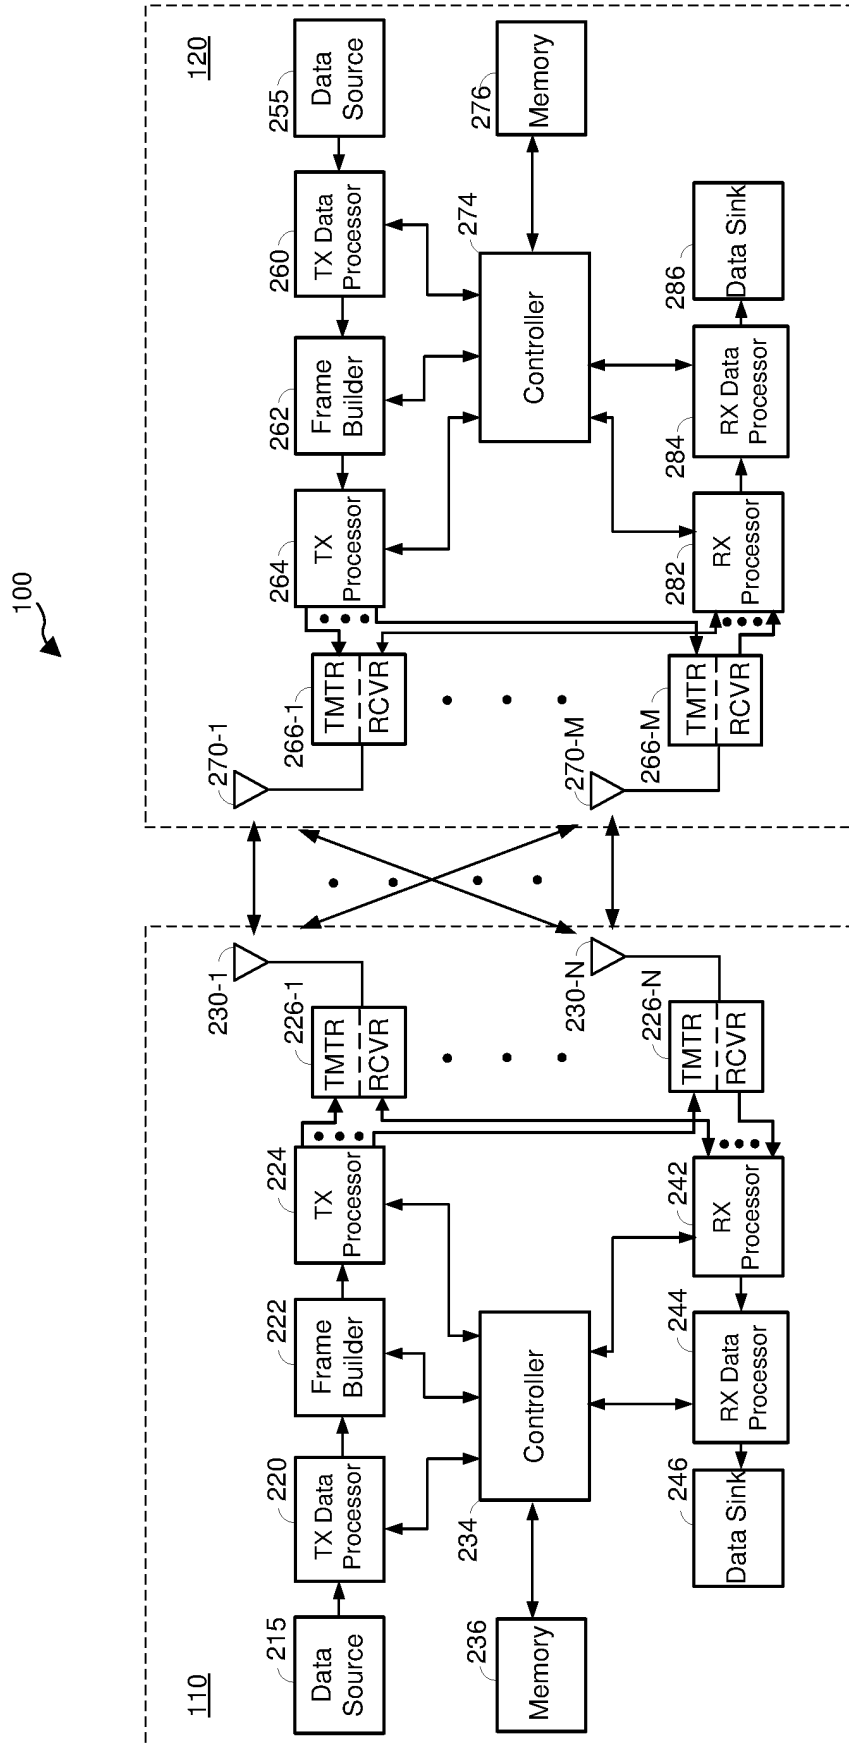 100
110
215
Data
Source
220
TX Data
Processor
222
Frame
Builder
224
TX
Processor
226-1
TMTR
RCVR
230-1
234
Controller
236
Memory
226-N
TMTR
RCVR
230-N
242
RX
Processor
244
RX Data
Processor
246
Data Sink
120
270-1
266-1
TMTR
RCVR
264
TX
Processor
262
Frame
Builder
260
TX Data
Processor
255
Data
Source
274
Controller
276
Memory
270-M
266-M
TMTR
RCVR
282
RX
Processor
284
RX Data
Processor
286
Data Sink